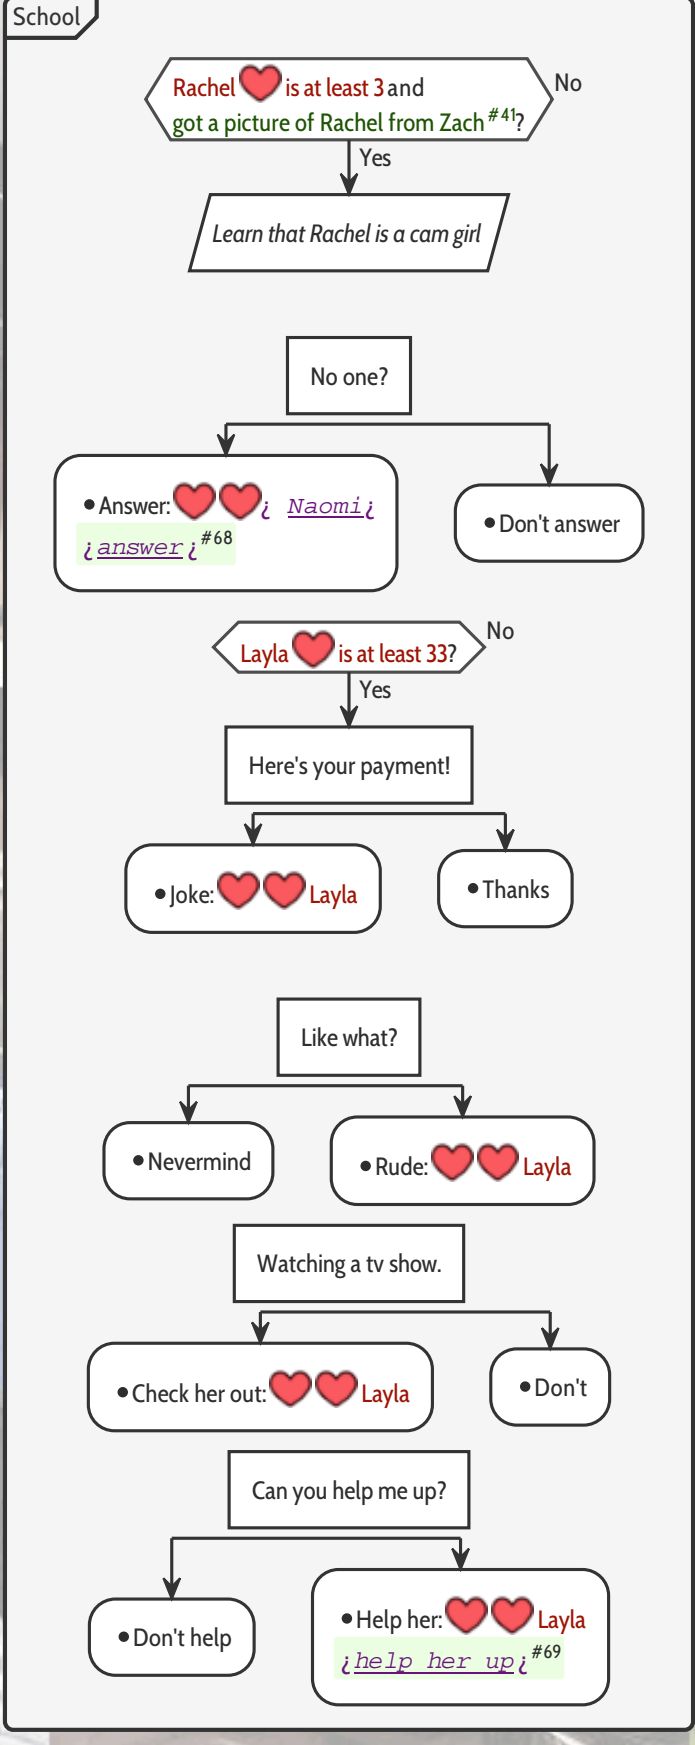 School
Rachel is at least 3 and
No
got a picture of Rachel from Zach #41?
Yes
Learn that Rachel is a cam girl
No one?
•Answer: ¿ Naomi¿
¿answer¿#68
•Don't answer
Layla is at least 33?
No
Yes
Here's your payment!
•Joke: Layla
•Thanks
Like what?
•Nevermind
•Rude: Layla
Watching a tv show.
•Check her out: Layla
•Don't
Can you help me up?
•Don't help
•Help her: Layla
¿help her up¿#69